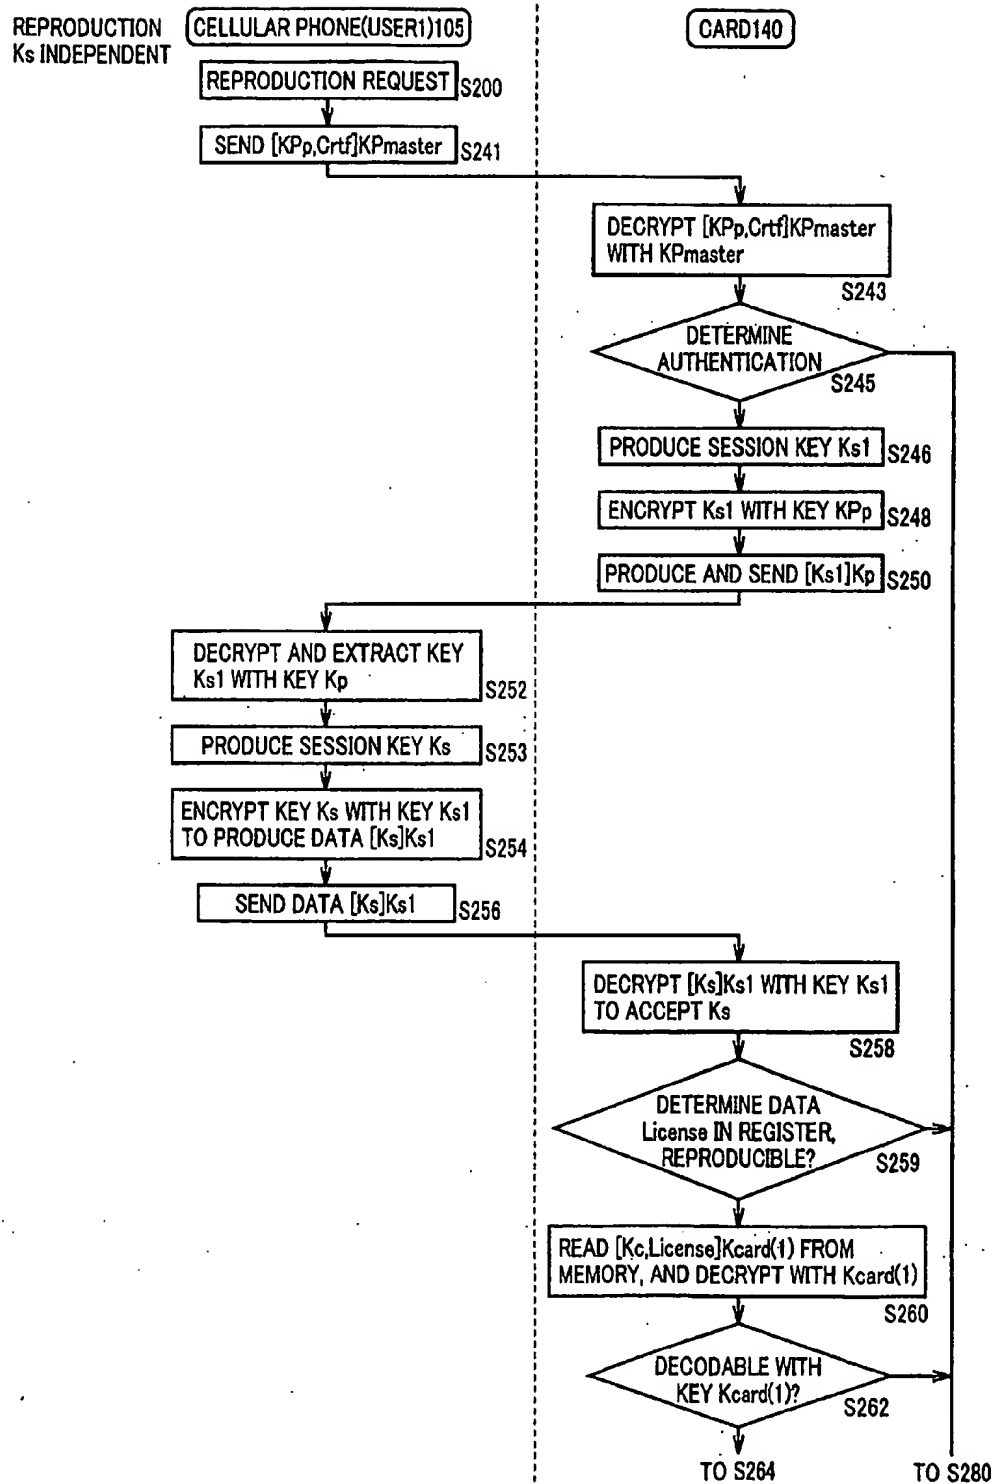 REPRODUCTION
Ks INDEPENDENT
CELLULAR PHONE(USER1)105
CARD140
REPRODUCTION REQUEST
S200
SEND [KPp,Crtf]KPmaster
S241
DECRYPT [KPp,Crtf]KPmaster
WITH KPmaster
S243
DETERMINE
AUTHENTICATION
S245
PRODUCE SESSION KEY Ks1
S246
ENCRYPT Ks1 WITH KEY KPp
S248
PRODUCE AND SEND [Ks1]Kp
S250
DECRYPT AND EXTRACT KEY
Ks1 WITH KEY Kp
S252
PRODUCE SESSION KEY Ks
S253
ENCRYPT KEY Ks WITH KEY Ks1
TO PRODUCE DATA [Ks]Ks1
S254
SEND DATA [Ks]Ks1
S256
DECRYPT [Ks]Ks1 WITH KEY Ks1
TO ACCEPT Ks
S258
DETERMINE DATA
License IN REGISTER,
REPRODUCIBLE?
S259
READ [Kc,License]Kcard(1) FROM
MEMORY, AND DECRYPT WITH Kcard(1)
S260
DECODABLE WITH
KEY Kcard(1)?
S262
TO S264
TO S280